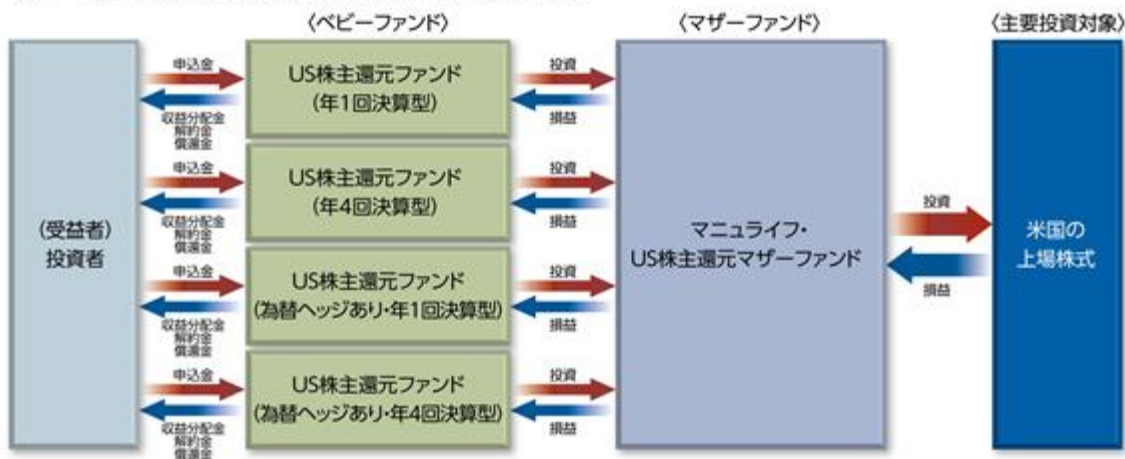 〈ベビーファンド〉
〈マザーファンド〉
〈主要投資対象〉
(受益者)
投資者
申込金
収益分配金
解約金
償還金
US株主還元ファンド
(年1回決算型)
投資
損益
申込金
収益分配金
解約金
償還金
US株主還元ファンド
(年4回決算型)
投資
損益
申込金
収益分配金
解約金
償還金
US株主還元ファンド
(為替ヘッジあり・年1回決算型)
投資
損益
申込金
収益分配金
解約金
償還金
US株主還元ファンド
(為替ヘッジあり・年4回決算型)
投資
損益
マニュライフ・
US株主還元マザーファンド
投資
損益
米国の
上場株式